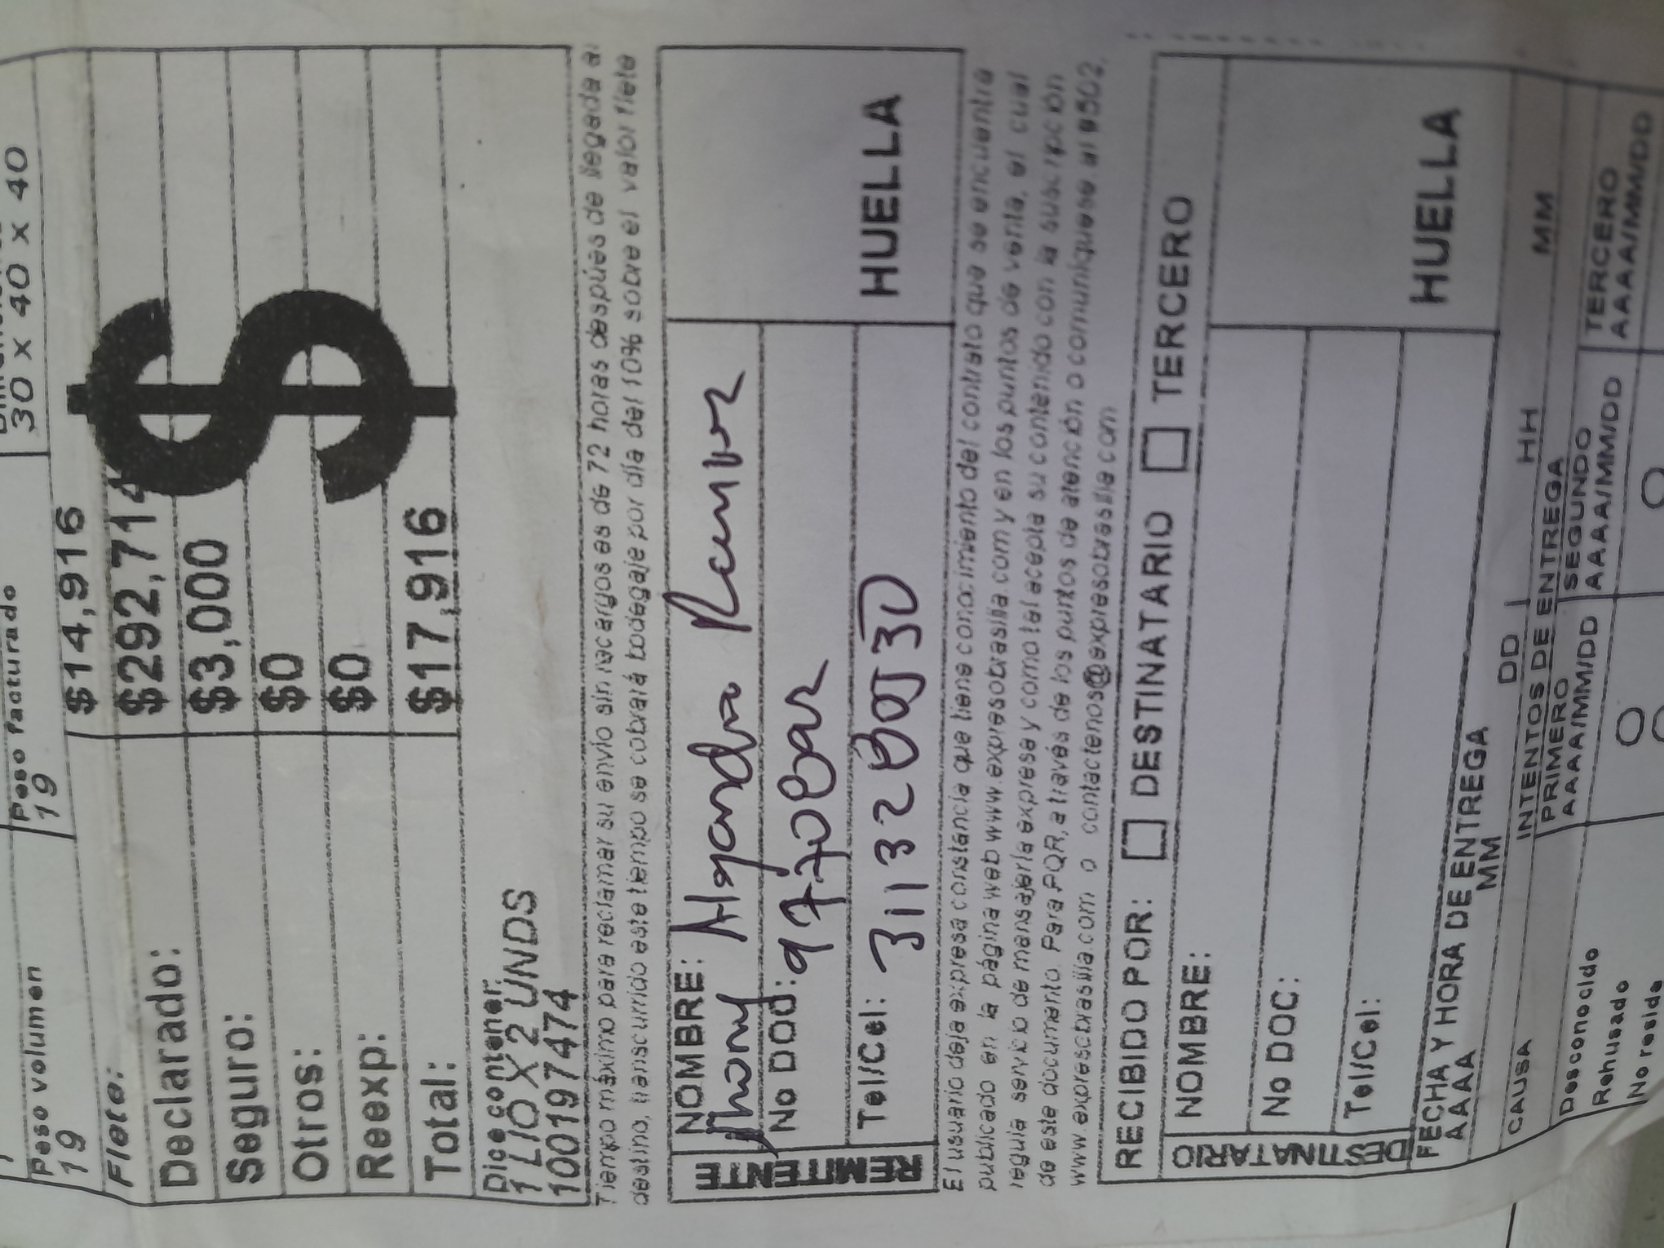 30 x 40 x 40
Peso volumen
19
Peso facturado
19
Flete: $14,916
Declarado: $292,714
Seguro: $3,000
Otros: $0
Reexp: $0
Total: $17,916
$
Dice contener:
1 LIO X 2 UNDS
100197474
Tiempo máximo para reclamar su envío sin recargos es de 72 horas después de llegada a
destino, transcurrido este tiempo se cobrará bodegaje por día del 10% sobre el valor flete
REMITENTE
NOMBRE:
Jhony Alejandro
No DOC:
Tel/Cel:
HUELLA
El usuario deja expresa constancia que tiene conocimiento del contrato que se encuentra
publicado en la página web www.expresobrasilia.com y en los puntos de venta, el cual
regula servicio de mensajería expresa y como tal acepta su contenido con la suscripción
de este documento. Para PQR, a través de los puntos de atención o comuniquese al #502,
www.expresobrasilia.com o contactenos@expresobrasilia.com
RECIBIDO POR: DESTINATARIO TERCERO
DESTINATARIO
NOMBRE:
No DOC:
Tel/Cel:
HUELLA
FECHA Y HORA DE ENTREGA
AAAA MM DD HH MM
INTENTOS DE ENTREGA
CAUSA PRIMERO SEGUNDO TERCERO
AAAA/MM/DD AAAA/MM/DD AAAA/MM/DD
Desconocido
Rehusado
No reside